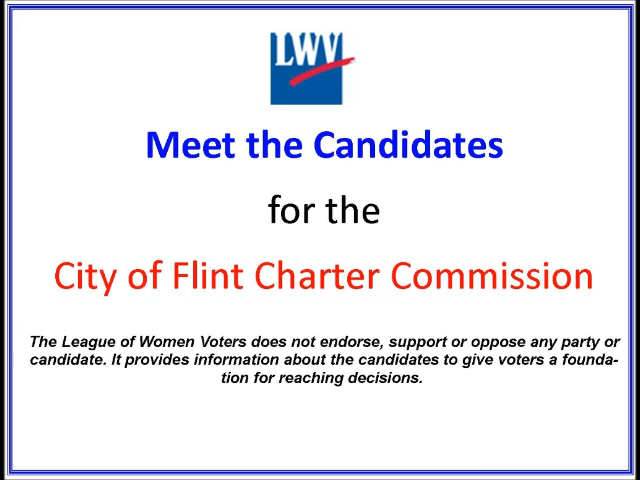 LWV
Meet the Candidates
for the
City of Flint Charter Commission
The League of Women Voters does not endorse, support or oppose any party or
candidate. It provides information about the candidates to give voters a founda-
tion for reaching decisions.